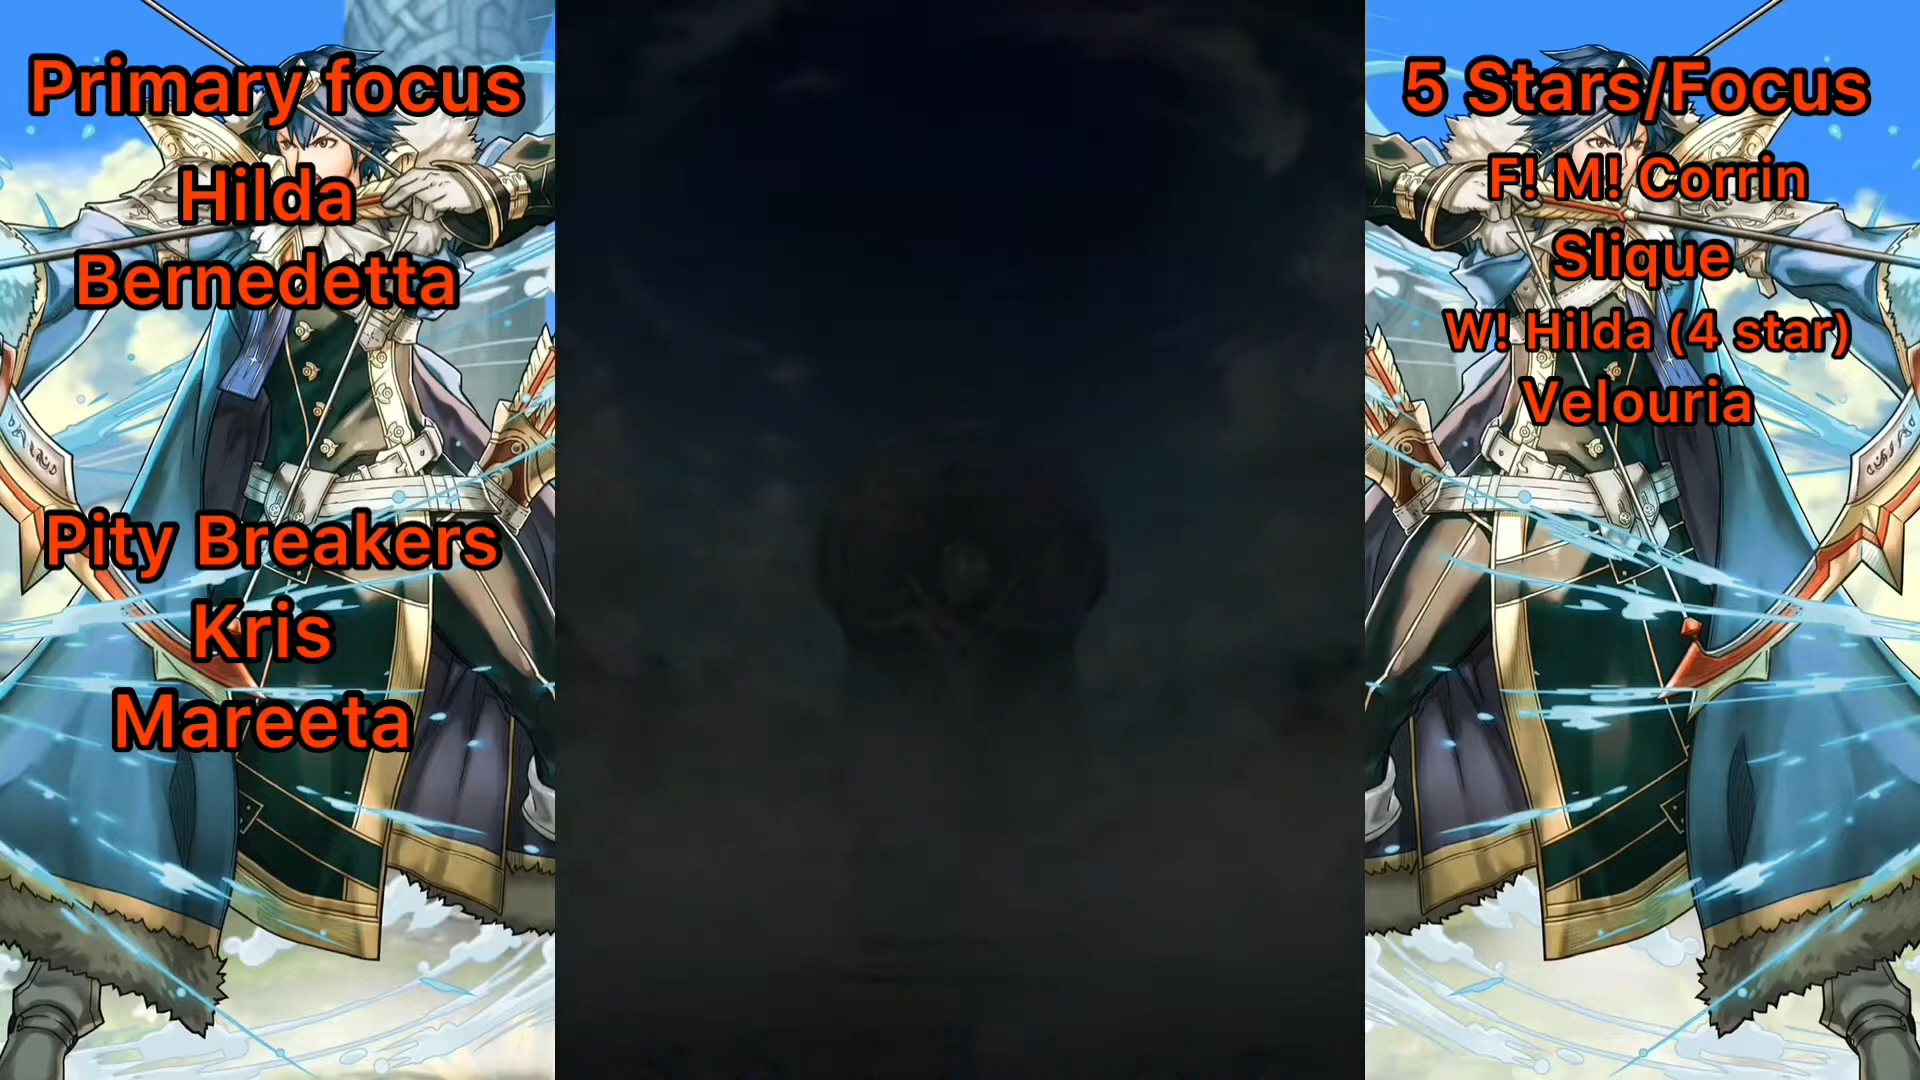 Primary focus
Hilda
Bernedetta
Pity Breakers
Kris
Mareeta
5 Stars/Focus
F! M! Corrin
Slique
W! Hilda (4 star)
Velouria